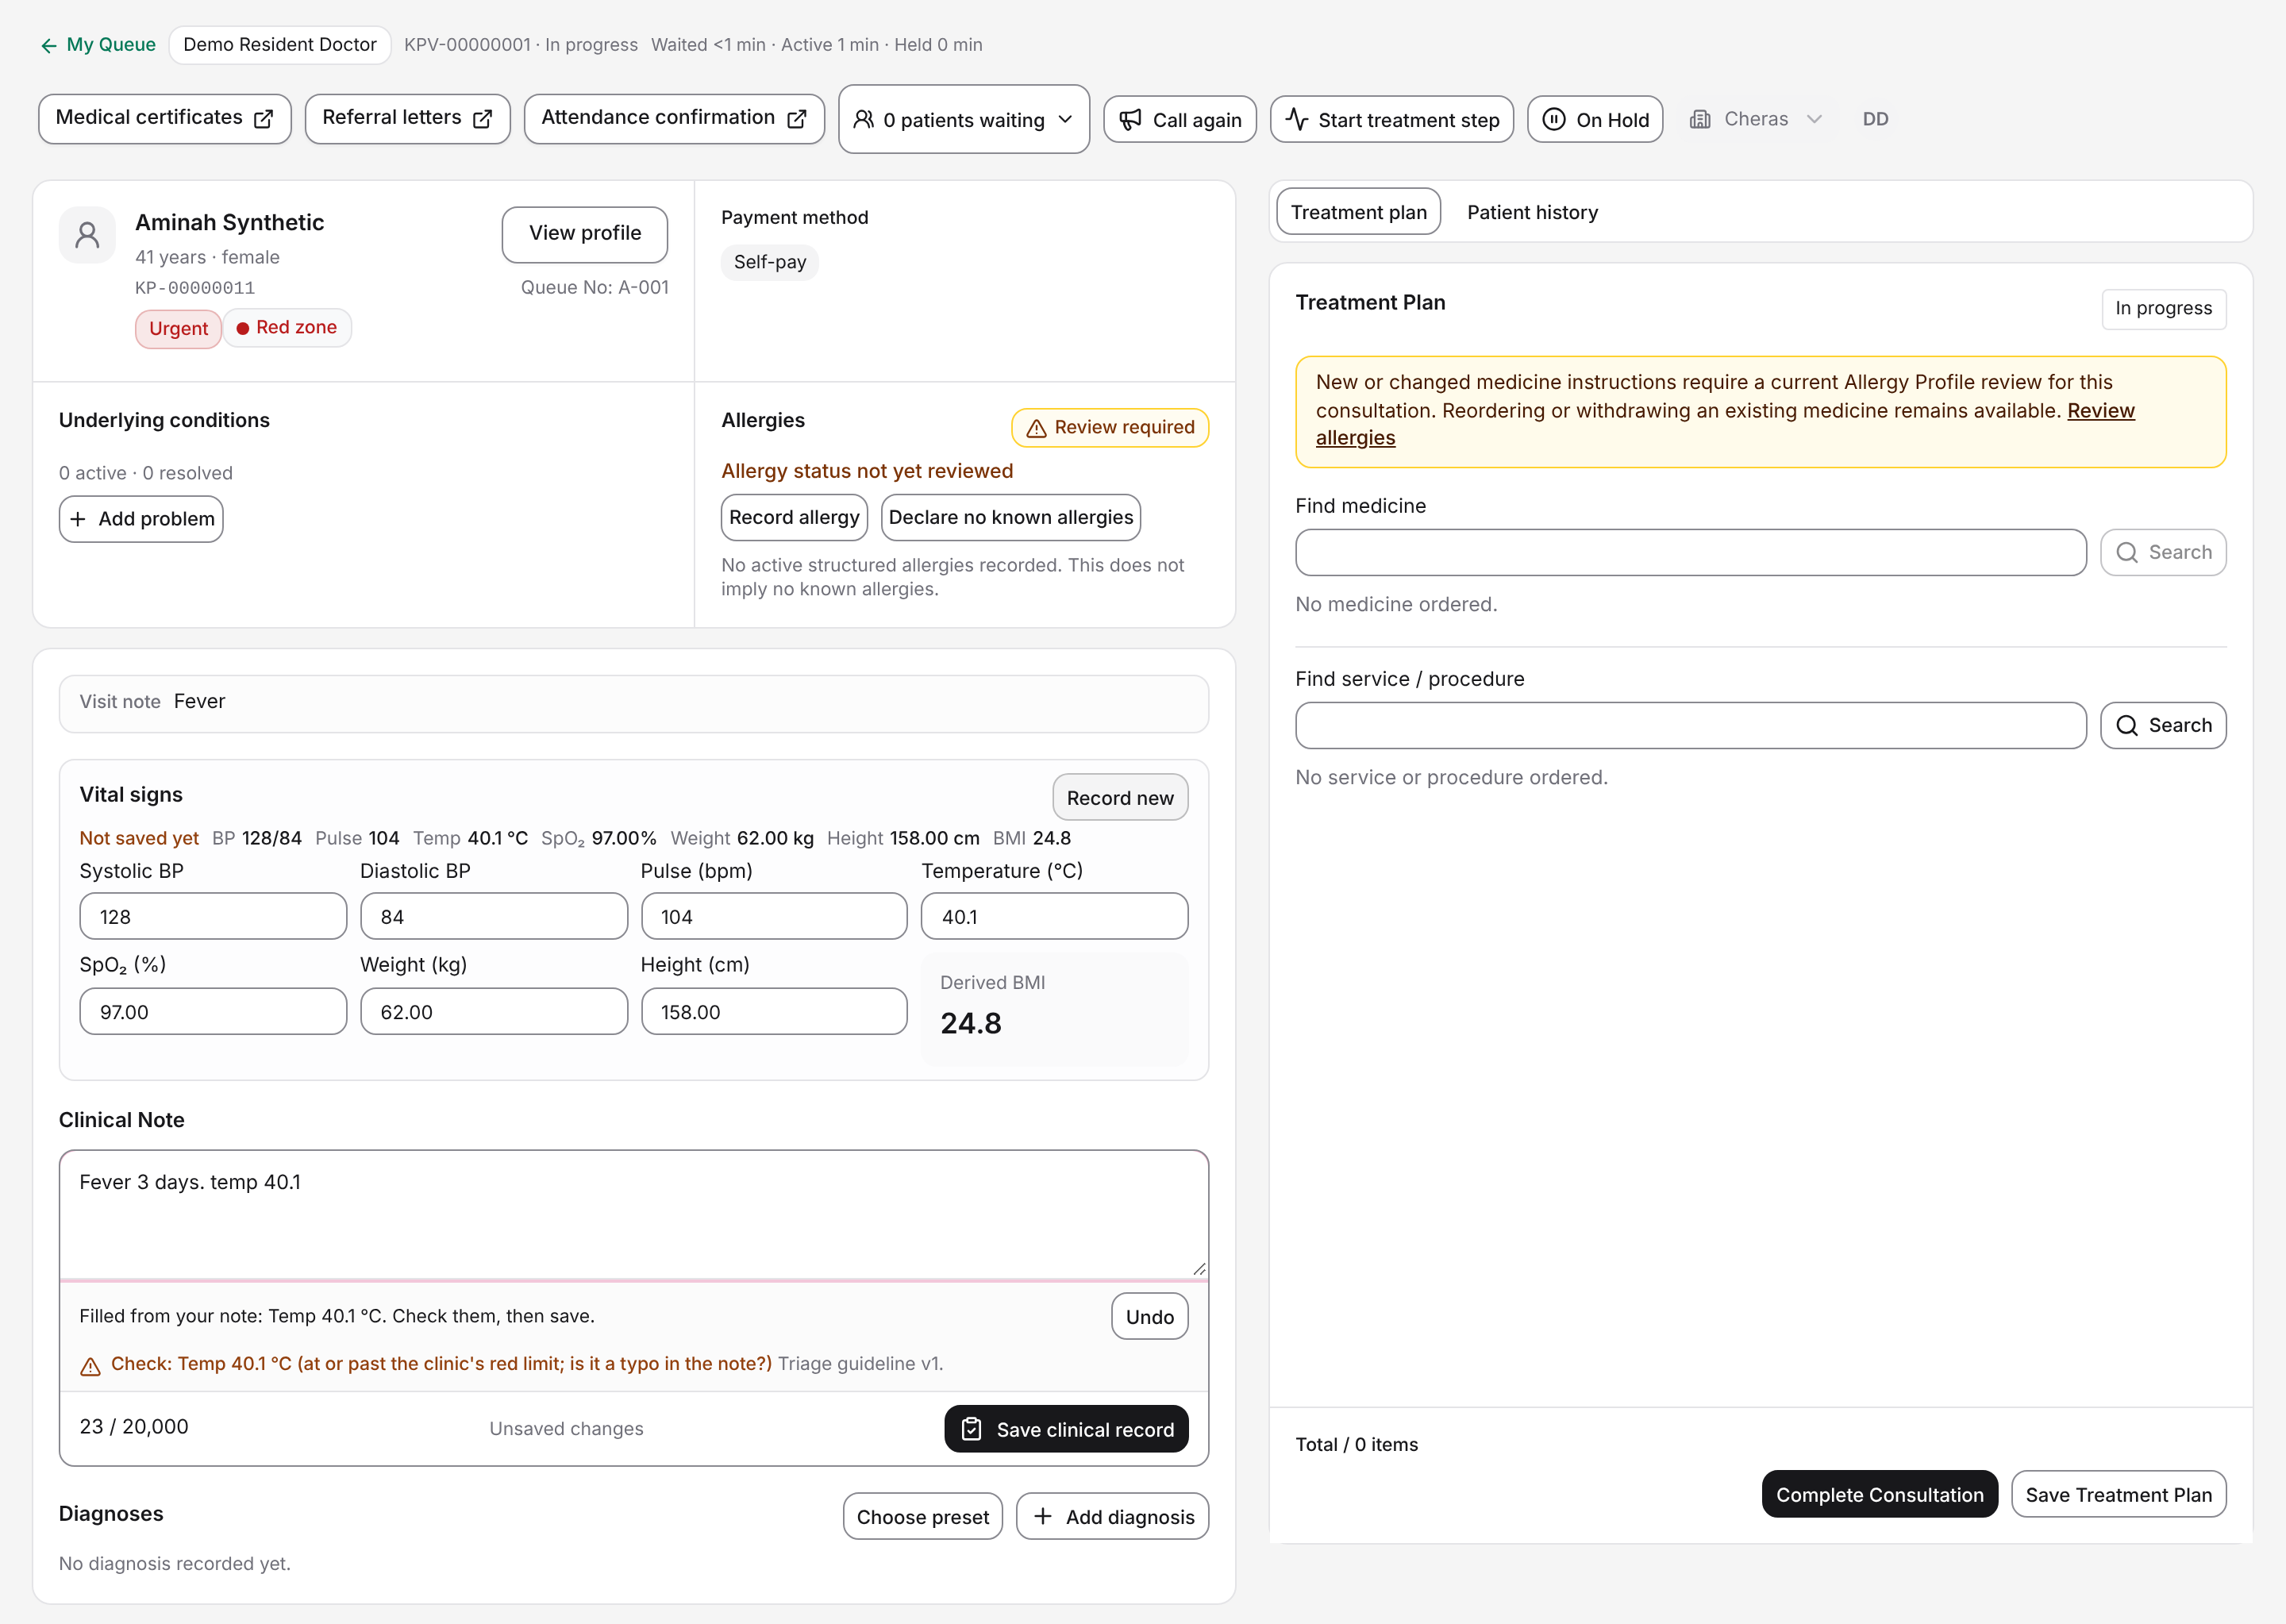 My Queue
Demo Resident Doctor
KPV-00000001 · In progress Waited <1 min · Active 1 min · Held 0 min
Medical certificates
Referral letters
Attendance confirmation
0 patients waiting
Call again
Start treatment step
On Hold
Cheras
DD
Aminah Synthetic
41 years · female
KP-00000011
Urgent
Red zone
View profile
Queue No: A-001
Payment method
Self-pay
Underlying conditions
0 active · 0 resolved
Add problem
Allergies
Review required
Allergy status not yet reviewed
Record allergy
Declare no known allergies
No active structured allergies recorded. This does not
imply no known allergies.
Visit note Fever
Vital signs
Record new
Not saved yet BP 128/84 Pulse 104 Temp 40.1 °C SpO₂ 97.00% Weight 62.00 kg Height 158.00 cm BMI 24.8
Systolic BP
Diastolic BP
Pulse (bpm)
Temperature (°C)
128
84
104
40.1
SpO₂ (%)
Weight (kg)
Height (cm)
97.00
62.00
158.00
Derived BMI
24.8
Clinical Note
Fever 3 days. temp 40.1
Filled from your note: Temp 40.1 °C. Check them, then save.
Undo
Check: Temp 40.1 °C (at or past the clinic's red limit; is it a typo in the note?) Triage guideline v1.
23 / 20,000
Unsaved changes
Save clinical record
Diagnoses
Choose preset
Add diagnosis
No diagnosis recorded yet.
Treatment plan
Patient history
Treatment Plan
In progress
New or changed medicine instructions require a current Allergy Profile review for this
consultation. Reordering or withdrawing an existing medicine remains available. Review
allergies
Find medicine
Search
No medicine ordered.
Find service / procedure
Search
No service or procedure ordered.
Total / 0 items
Complete Consultation
Save Treatment Plan